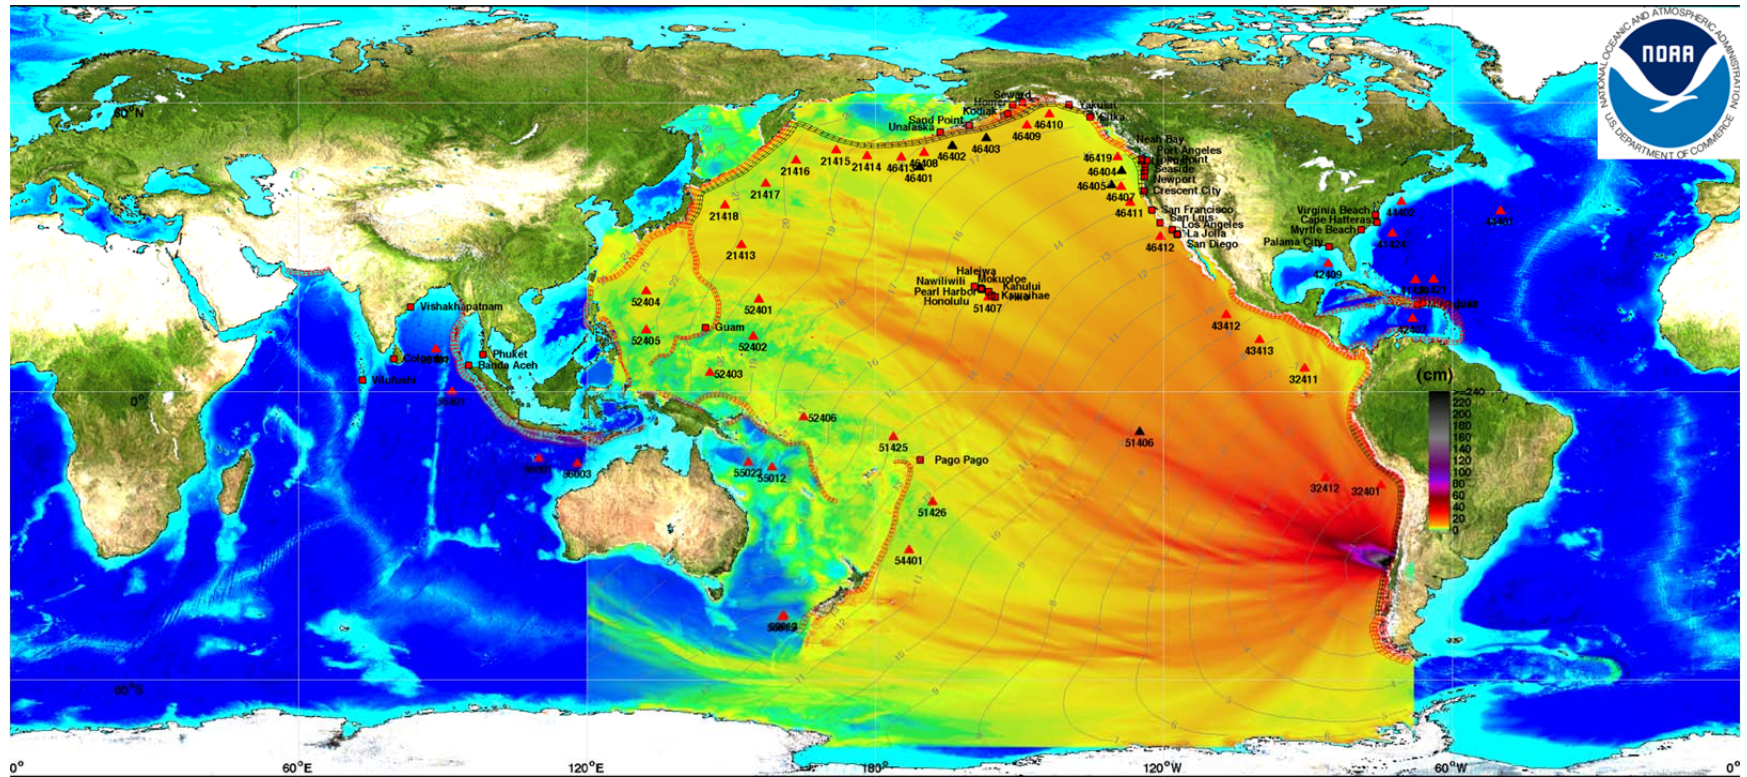 NATIONAL OCEANIC AND ATMOSPHERIC ADMINISTRATION
NOAA
U.S. DEPARTMENT OF COMMERCE
Seward
Homer
Kodiak
Yakutat
Sitka
Sand Point
Unalaska
60°N
46410
46409
46403
46402
46408
46413
46401
21414
21415
21416
21417
21418
21413
Neah Bay
Port Angeles
46419
46404
Seaside
Newport
46405
46407
Crescent City
46411
San Francisco
San Luis
Los Angeles
La Jolla
San Diego
46412
Virginia Beach
Cape Hatteras
Myrtle Beach
Palama City
44402
44401
41424
42409
42407
Haleiwa
Mokuoloe
Nawiliwili
Kahului
Pearl Harbor
Kawaihae
Honolulu
51407
52404
52401
52405
Guam
52402
52403
Vishakhapatnam
Phuket
Banda Aceh
Vilufushi
0°
43412
43413
32411
(cm)
240
220
200
180
160
140
120
100
80
60
40
20
0
52406
51425
51406
55023
55012
Pago Pago
51426
32412
32401
54401
60°S
0°
60°E
120°E
180°
120°W
60°W
0°